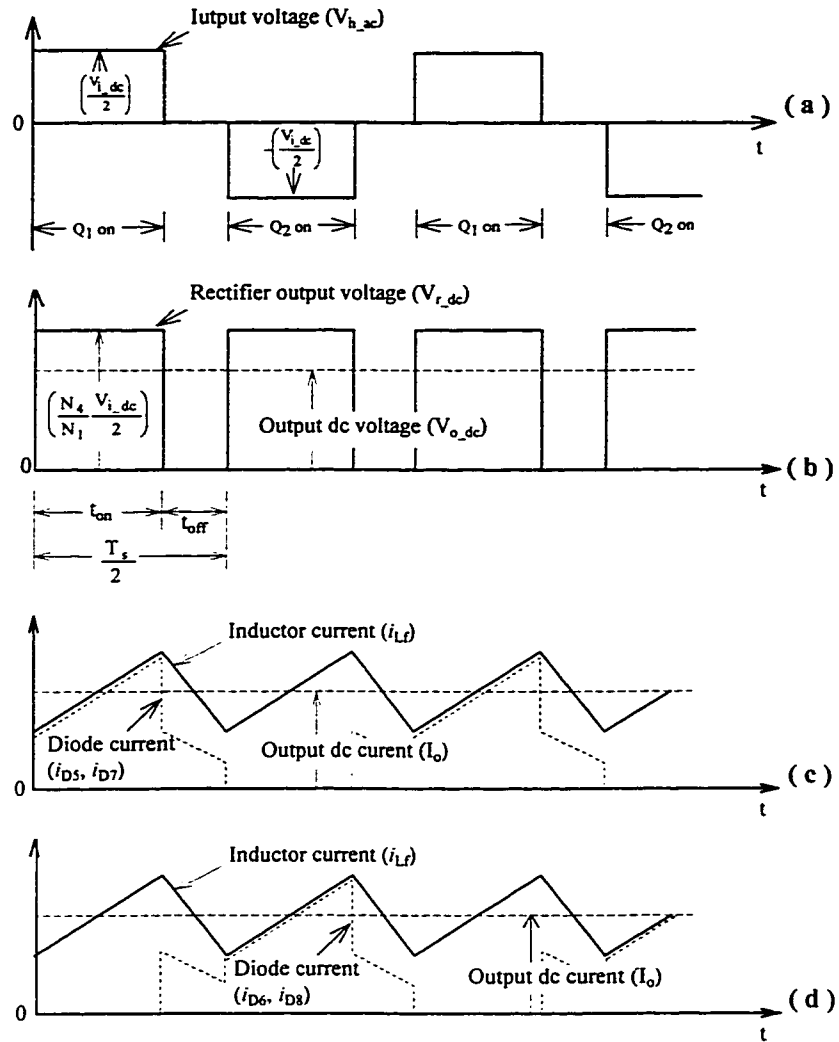 Iutput voltage (V_h_ac)
(V_i_dc / 2)
0
-(V_i_dc / 2)
( a )
t
Q1 on
Q2 on
Q1 on
Q2 on
Rectifier output voltage (V_r_dc)
(N4/N1 V_i_dc/2)
Output dc voltage (V_o_dc)
0
( b )
t
t_on
t_off
T_s / 2
Inductor current (i_Lf)
Diode current
(i_D5, i_D7)
Output dc curent (I_o)
0
( c )
t
Inductor current (i_Lf)
Diode current
(i_D6, i_D8)
Output dc curent (I_o)
0
( d )
t